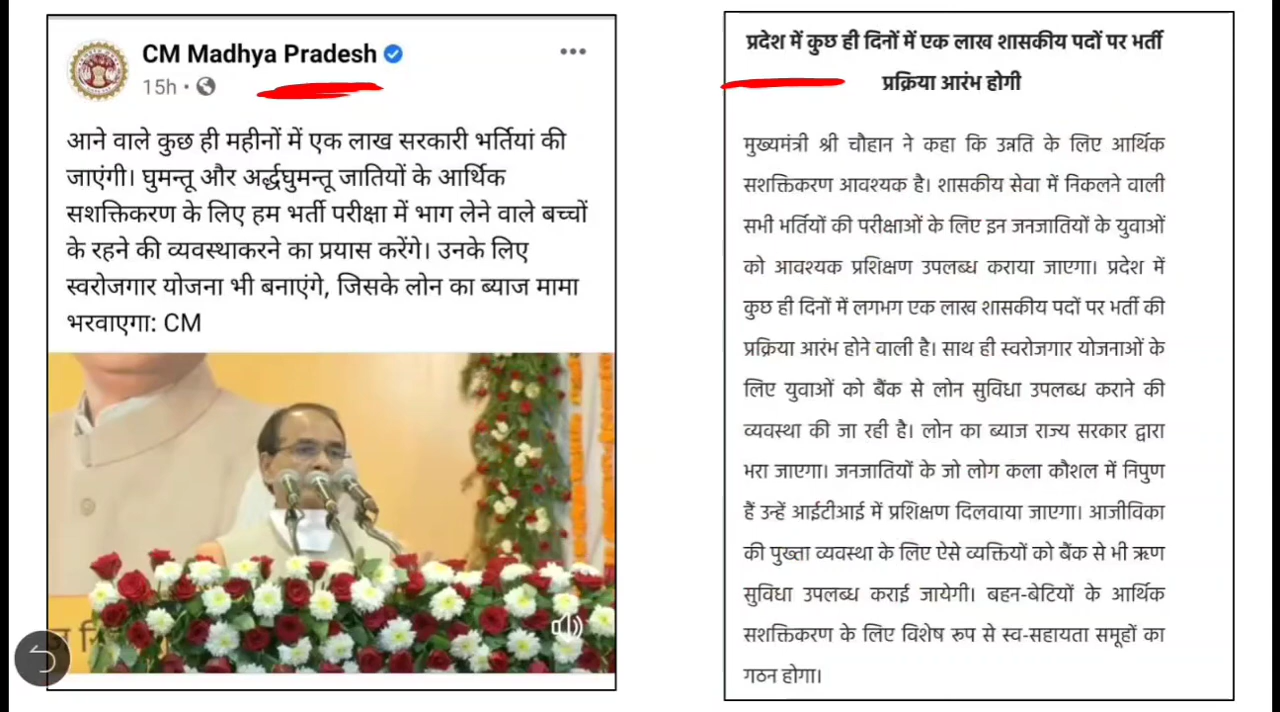 CM Madhya Pradesh
15h
आने वाले कुछ ही महीनों में एक लाख सरकारी भर्तियां की
जाएंगी। घुमन्तू और अर्द्धघुमन्तू जातियों के आर्थिक
सशक्तिकरण के लिए हम भर्ती परीक्षा में भाग लेने वाले बच्चों
के रहने की व्यवस्थाकरने का प्रयास करेंगे। उनके लिए
स्वरोजगार योजना भी बनाएंगे, जिसके लोन का ब्याज मामा
भरवाएगा: CM
प्रदेश में कुछ ही दिनों में एक लाख शासकीय पदों पर भर्ती
प्रक्रिया आरंभ होगी
मुख्यमंत्री श्री चौहान ने कहा कि उन्नति के लिए आर्थिक
सशक्तिकरण आवश्यक है। शासकीय सेवा में निकलने वाली
सभी भर्तियों की परीक्षाओं के लिए इन जनजातियों के युवाओं
को आवश्यक प्रशिक्षण उपलब्ध कराया जाएगा। प्रदेश में
कुछ ही दिनों में लगभग एक लाख शासकीय पदों पर भर्ती की
प्रक्रिया आरंभ होने वाली है। साथ ही स्वरोजगार योजनाओं के
लिए युवाओं को बैंक से लोन सुविधा उपलब्ध कराने की
व्यवस्था की जा रही है। लोन का ब्याज राज्य सरकार द्वारा
भरा जाएगा। जनजातियों के जो लोग कला कौशल में निपुण
हैं उन्हें आईटीआई में प्रशिक्षण दिलवाया जाएगा। आजीविका
की पुख्ता व्यवस्था के लिए ऐसे व्यक्तियों को बैंक से भी ऋण
सुविधा उपलब्ध कराई जायेगी। बहन-बेटियों के आर्थिक
सशक्तिकरण के लिए विशेष रूप से स्व-सहायता समूहों का
गठन होगा।